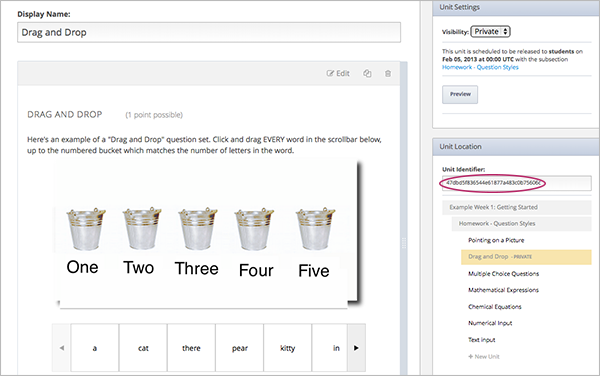 Display Name:
Drag and Drop
Edit
DRAG AND DROP (1 point possible)
Here's an example of a "Drag and Drop" question set. Click and drag EVERY word in the scrollbar below,
up to the numbered bucket which matches the number of letters in the word.
One Two Three Four Five
a cat there pear kitty in
Unit Settings
Visibility: Private
This unit is scheduled to be released to students on
Feb 05, 2013 at 00:00 UTC with the subsection
Homework - Question Styles
Preview
Unit Location
Unit Identifier:
Example Week 1: Getting Started
Homework - Question Styles
Pointing on a Picture
Drag and Drop - PRIVATE
Multiple Choice Questions
Mathematical Expressions
Chemical Equations
Numerical Input
Text input
+ New Unit